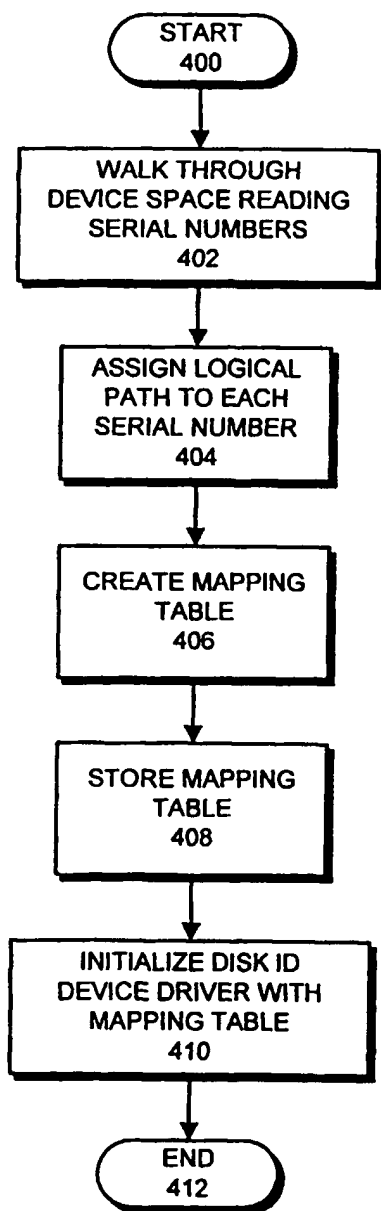 START
400
WALK THROUGH
DEVICE SPACE READING
SERIAL NUMBERS
402
ASSIGN LOGICAL
PATH TO EACH
SERIAL NUMBER
404
CREATE MAPPING
TABLE
406
STORE MAPPING
TABLE
408
INITIALIZE DISK ID
DEVICE DRIVER WITH
MAPPING TABLE
410
END
412